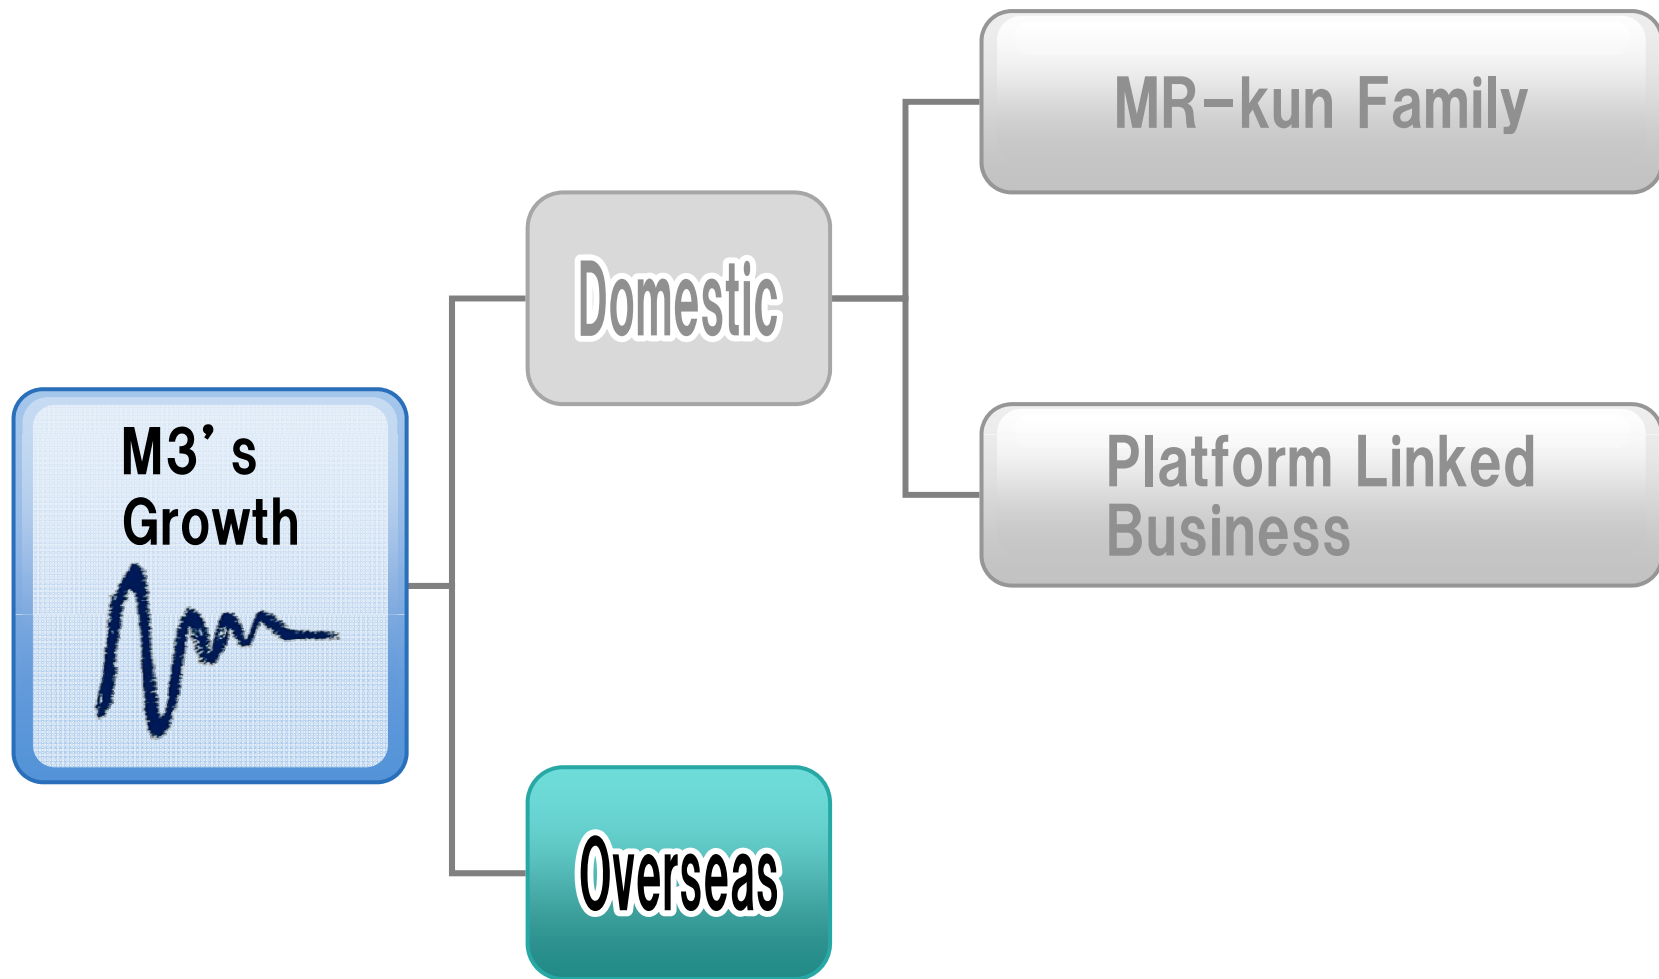 MR-kun Family
Domestic
M3's
Growth
Platform Linked
Business
Overseas